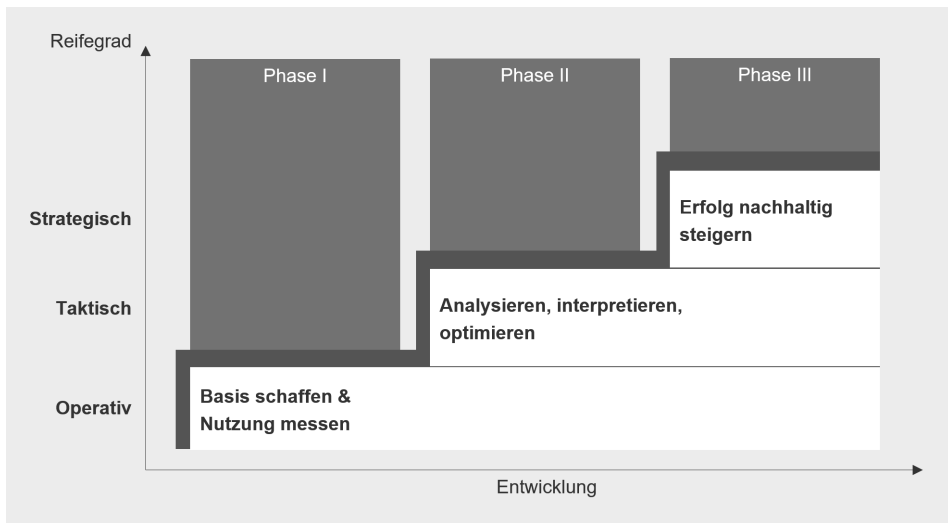 Reifegrad
Phase I
Phase II
Phase III
Strategisch
Erfolg nachhaltig
steigern
Taktisch
Analysieren, interpretieren,
optimieren
Operativ
Basis schaffen &
Nutzung messen
Entwicklung